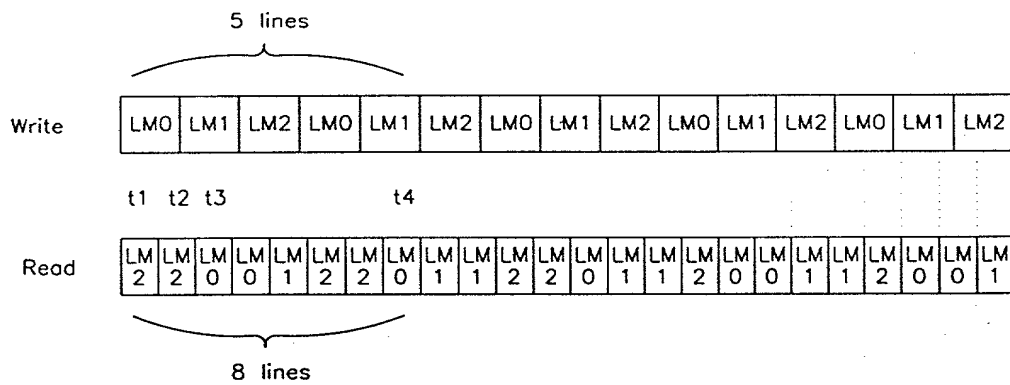 5 lines
Write LM0 LM1 LM2 LM0 LM1 LM2 LM0 LM1 LM2 LM0 LM1 LM2 LM0 LM1 LM2
t1 t2 t3 t4
Read LM 2 LM 2 LM 0 LM 0 LM 1 LM 2 LM 2 LM 0 LM 1 LM 1 LM 2 LM 2 LM 0 LM 1 LM 1 LM 2 LM 0 LM 0 LM 1 LM 1 LM 2 LM 0 LM 0 LM 1
8 lines